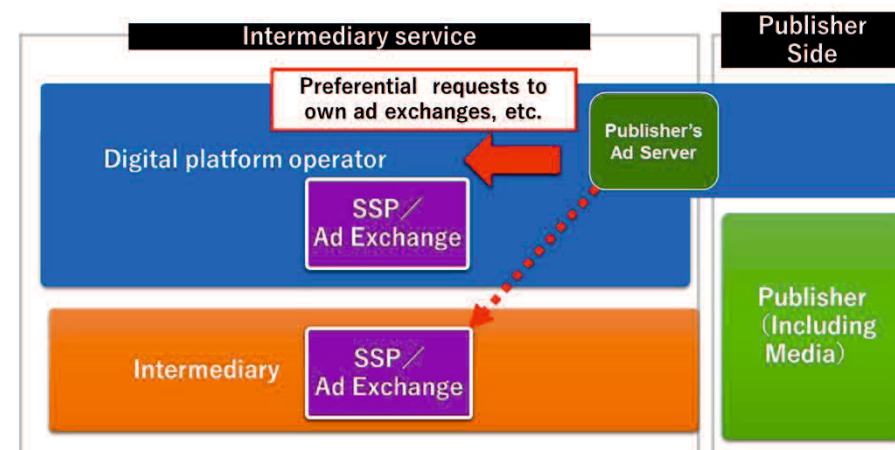 Intermediary service
Publisher
Side
Preferential requests to
own ad exchanges, etc.
Publisher's
Ad Server
Digital platform operator
SSP／
Ad Exchange
Publisher
（Including
Media）
Intermediary
SSP／
Ad Exchange